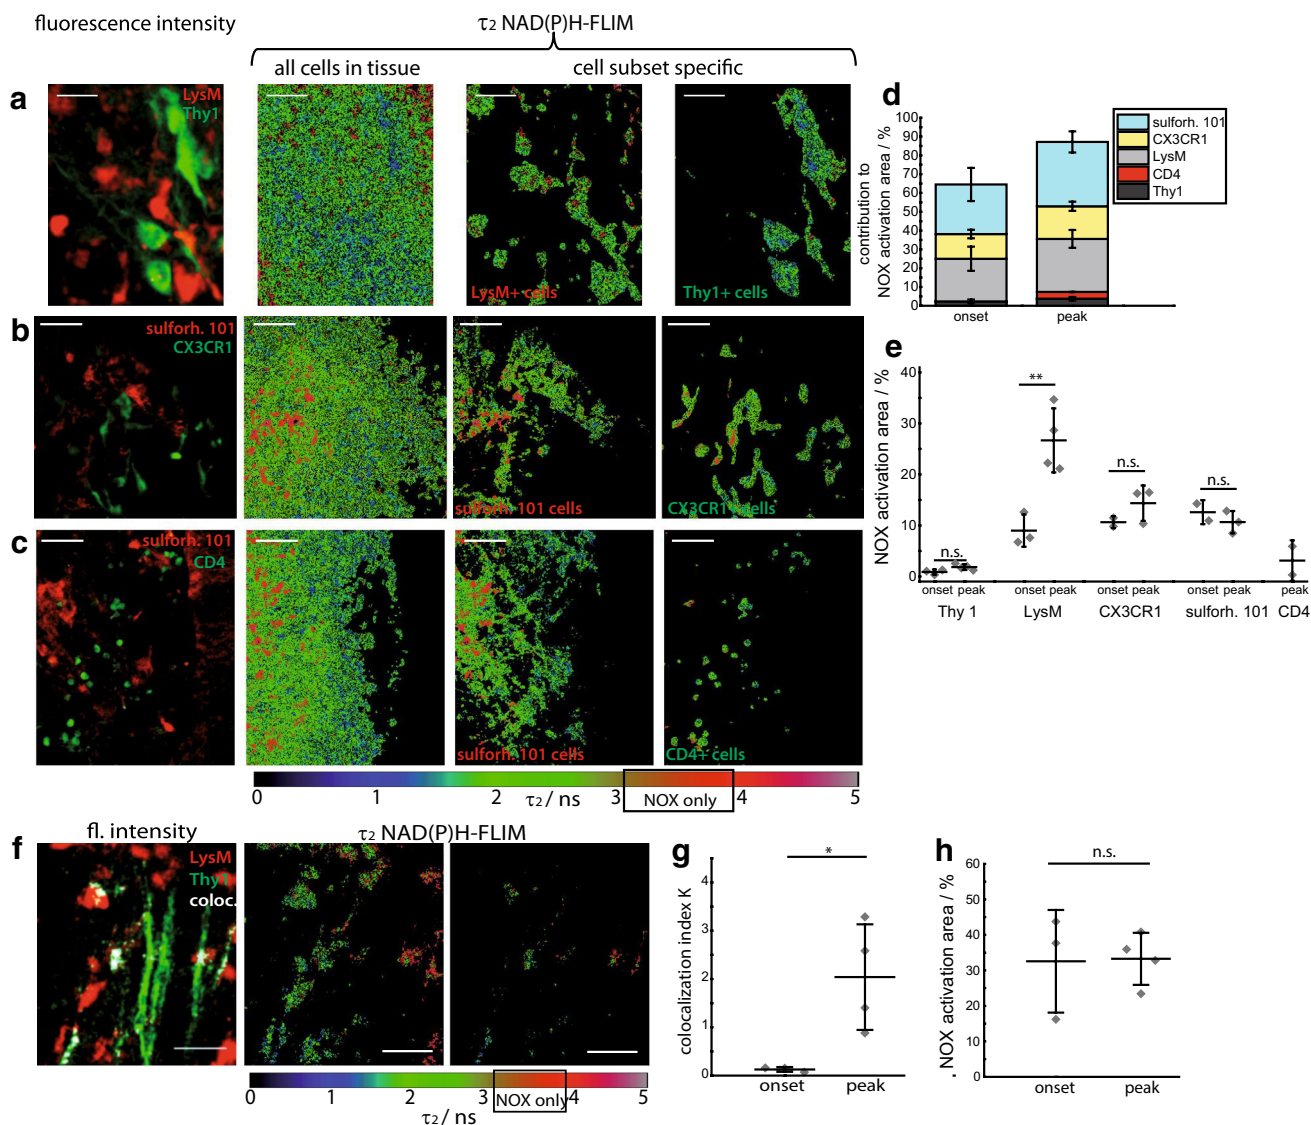 fluorescence intensity
τ2 NAD(P)H-FLIM
all cells in tissue
cell subset specific
a
LysM
Thy1
LysM+ cells
Thy1+ cells
b
sulforh. 101
CX3CR1
sulforh. 101 cells
CX3CR1+ cells
c
sulforh. 101
CD4
sulforh. 101 cells
CD4+ cells
0 1 2 τ2/ ns 3 NOX only 4 5
d
contribution to
NOX activation area / %
100
90
80
70
60
50
40
30
20
10
0
onset peak
sulforh. 101
CX3CR1
LysM
CD4
Thy1
e
NOX activation area / %
40
30
20
10
0
n.s.
**
n.s.
n.s.
onset peak onset peak onset peak onset peak peak
Thy 1 LysM CX3CR1 sulforh. 101 CD4
fl. intensity
τ2 NAD(P)H-FLIM
f
LysM
Thy1
coloc.
0 1 2 3 NOX only 4 5
τ2/ ns
g
colocalization index K
4
3
2
1
0
*
onset peak
h
NOX activation area / %
60
50
40
30
20
10
0
n.s.
onset peak